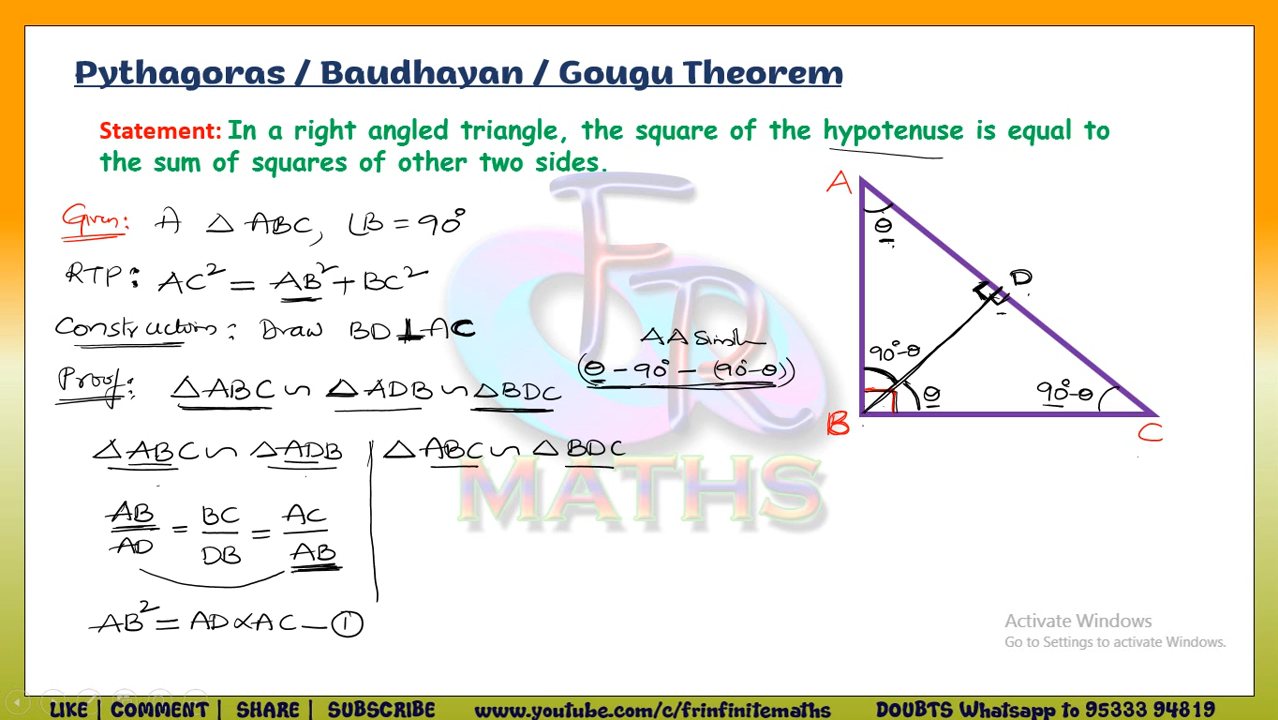 Pythagoras / Baudhayan / Gougu Theorem
Statement: In a right angled triangle, the square of the hypotenuse is equal to
the sum of squares of other two sides.
Given: A △ABC, ∟B = 90°
RTP: AC² = AB² + BC²
Construction: Draw BD ⊥ AC
AA
(θ – 90° – (90°-θ))
Proof: △ABC ∽ △ADB ∽ △BDC
△ABC ∽ △ADB | △ABC ∽ △BDC
AB/AD = BC/DB = AC/AB
AB² = AD × AC — ①
A
θ
D
90°-θ
θ
90°-θ
B
C
FR
MATHS
Activate Windows
Go to Settings to activate Windows.
LIKE | COMMENT | SHARE | SUBSCRIBE www.youtube.com/c/frinfinitemaths DOUBTS Whatsapp to 95333 94819